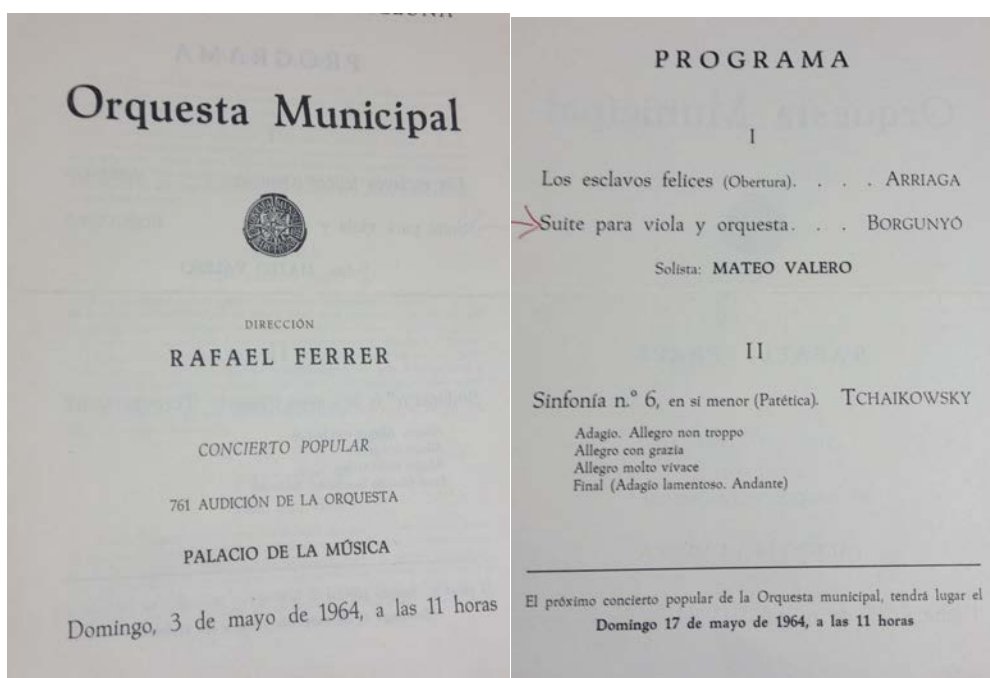 Orquesta Municipal
DIRECCIÓN
RAFAEL FERRER
CONCIERTO POPULAR
761 AUDICIÓN DE LA ORQUESTA
PALACIO DE LA MÚSICA
Domingo, 3 de mayo de 1964, a las 11 horas
PROGRAMA
I
Los esclavos felices (Obertura). . . . ARRIAGA
Suite para viola y orquesta. . . BORGUNYÓ
Solista: MATEO VALERO
II
Sinfonía n.° 6, en si menor (Patética). TCHAIKOWSKY
Adagio. Allegro non troppo
Allegro con grazia
Allegro molto vivace
Final (Adagio lamentoso. Andante)
El próximo concierto popular de la Orquesta municipal, tendrá lugar el
Domingo 17 de mayo de 1964, a las 11 horas